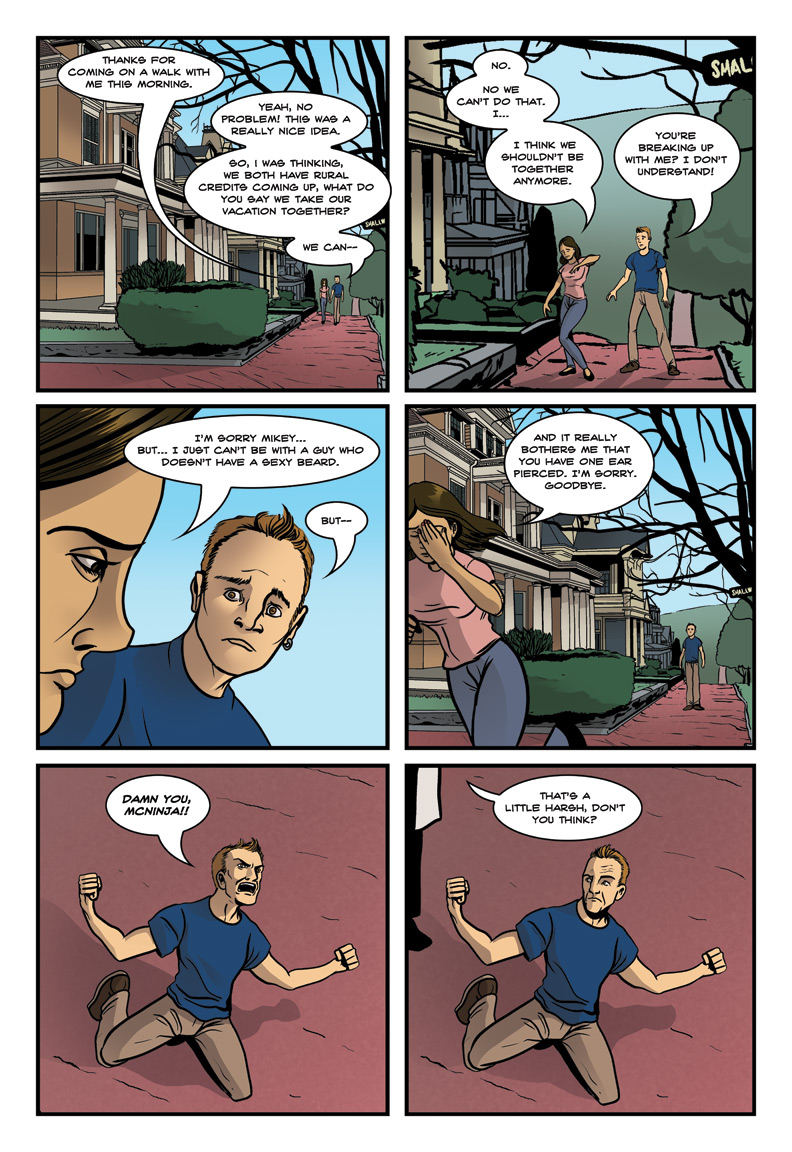 THANKS FOR
COMING ON A WALK WITH
ME THIS MORNING.
YEAH, NO
PROBLEM! THIS WAS A
REALLY NICE IDEA.
SO, I WAS THINKING,
WE BOTH HAVE RURAL
CREDITS COMING UP, WHAT DO
YOU SAY WE TAKE OUR
VACATION TOGETHER?
WE CAN--
SHALLW
NO.
NO WE
CAN'T DO THAT.
I...
I THINK WE
SHOULDN'T BE
TOGETHER
ANYMORE.
YOU'RE
BREAKING UP
WITH ME? I DON'T
UNDERSTAND!
SHAL
I'M SORRY MIKEY...
BUT... I JUST CAN'T BE WITH A GUY WHO
DOESN'T HAVE A SEXY BEARD.
BUT--
AND IT REALLY
BOTHERS ME THAT
YOU HAVE ONE EAR
PIERCED. I'M SORRY.
GOODBYE.
SHALLW
DAMN YOU,
MCNINJA!!
THAT'S A
LITTLE HARSH, DON'T
YOU THINK?